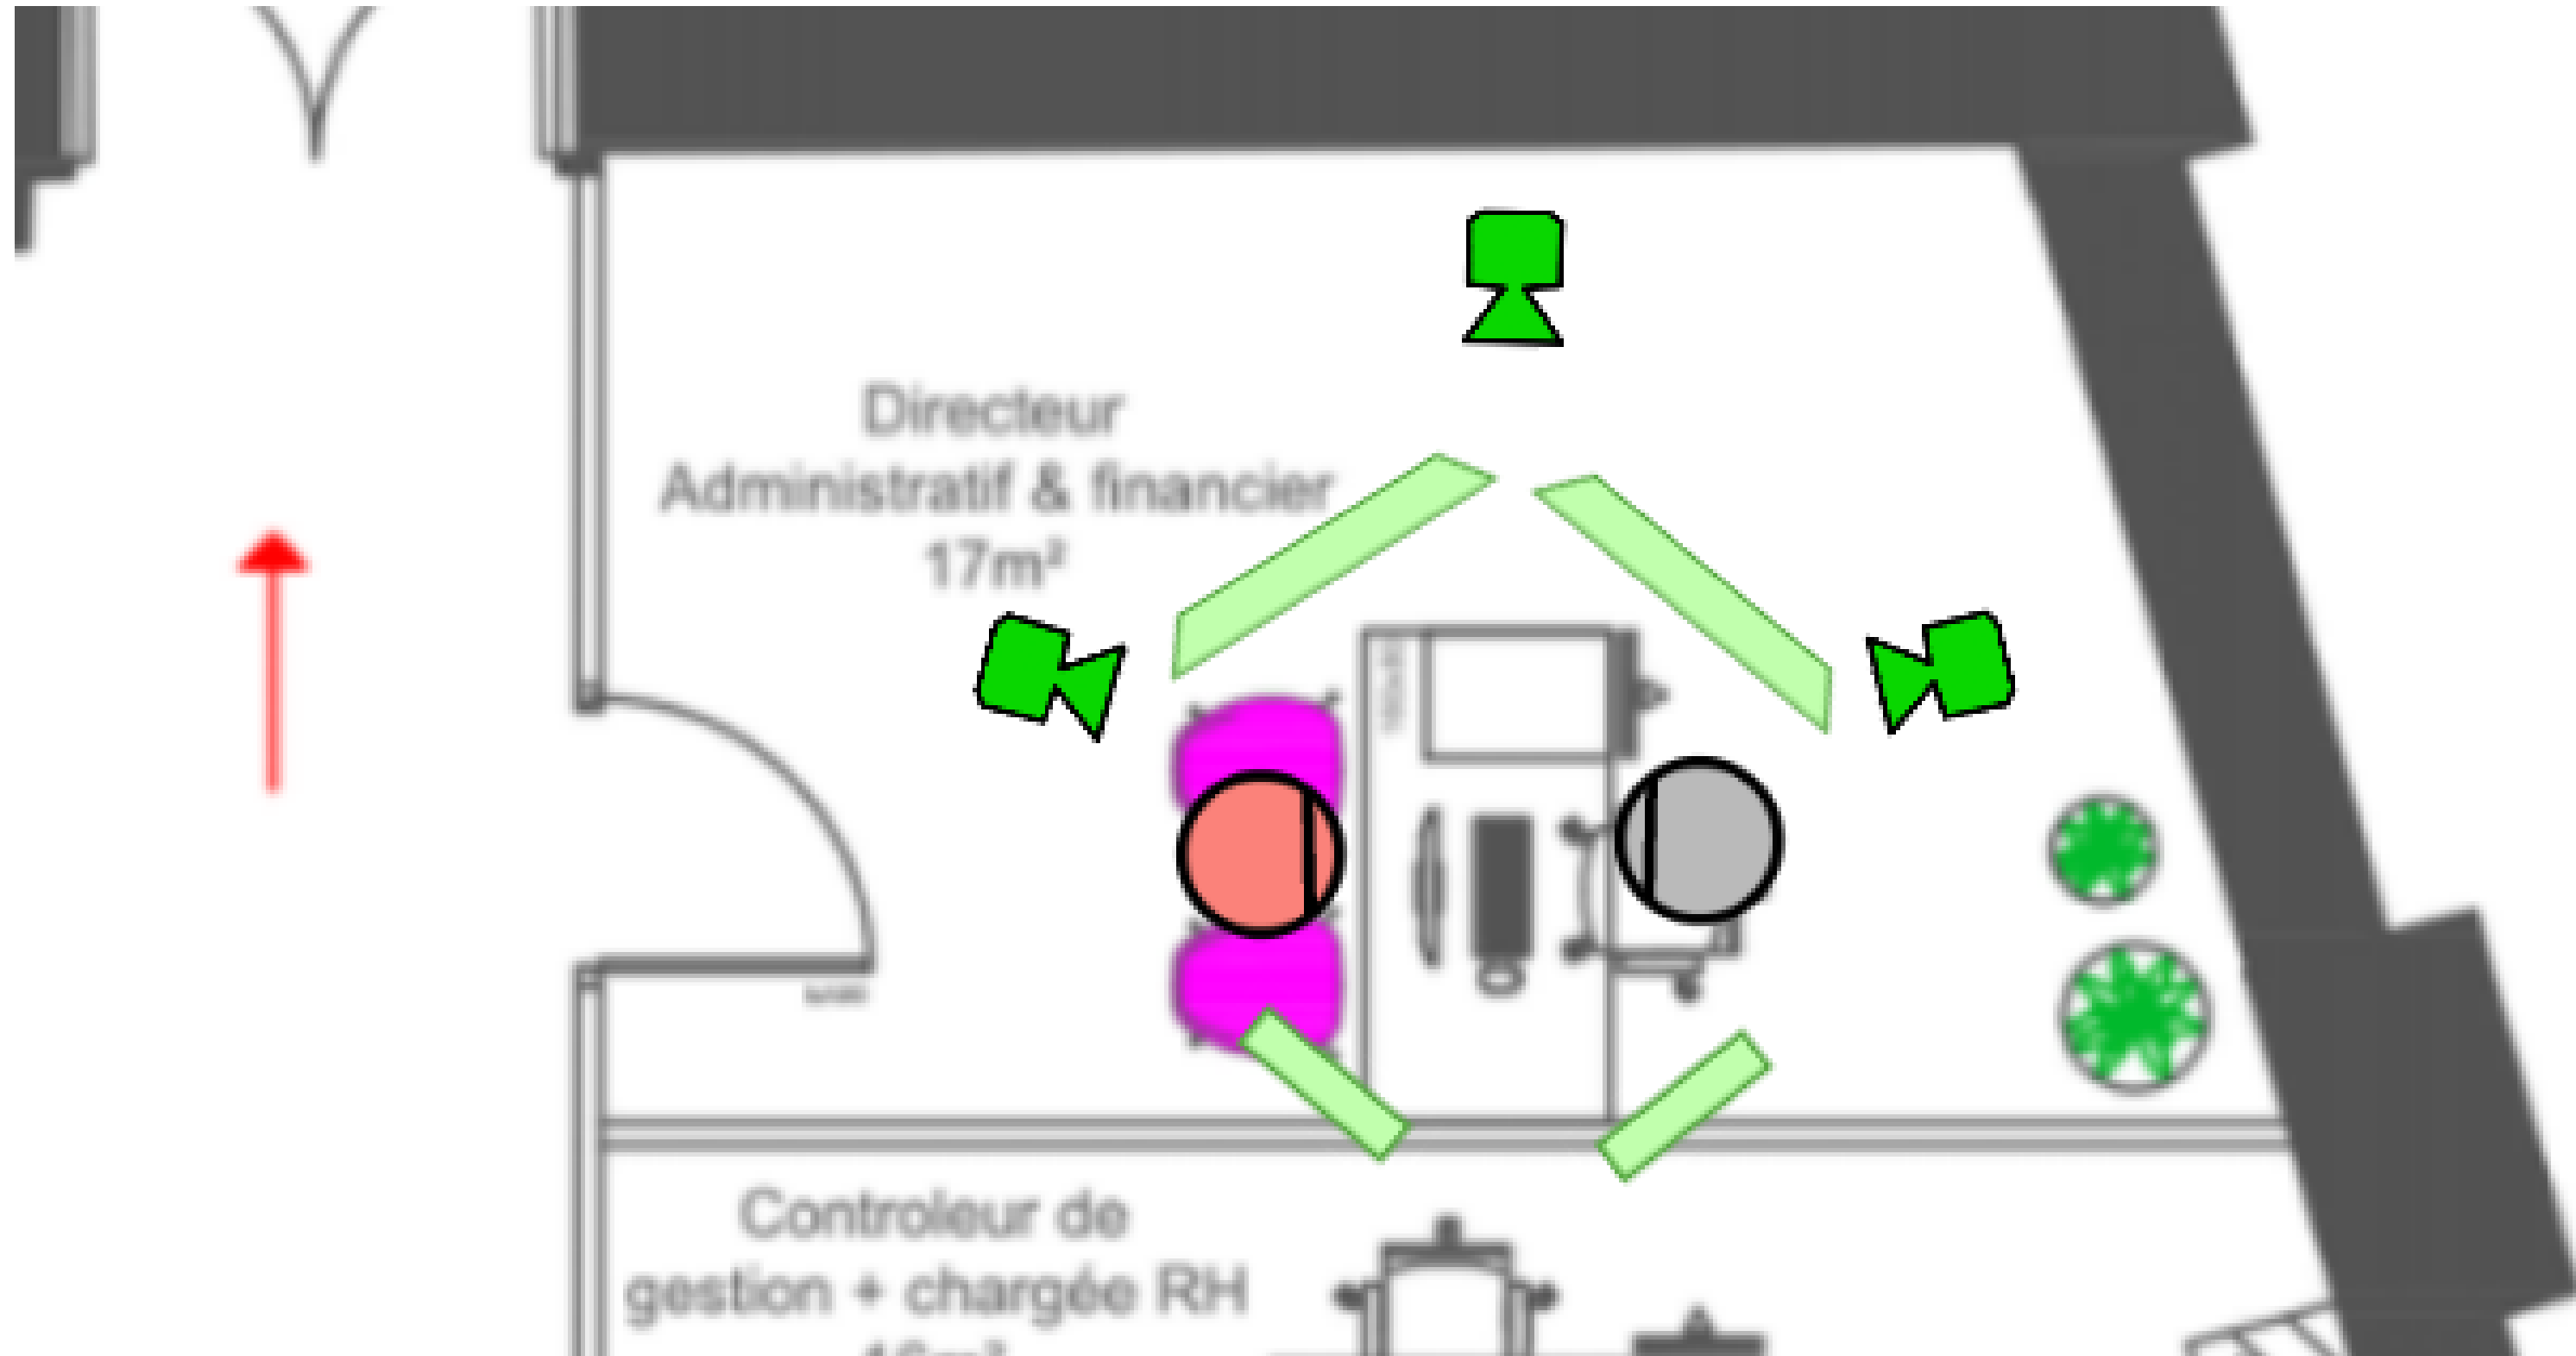 Directeur
Administratif & financier
17m²
Controleur de
gestion + chargée RH